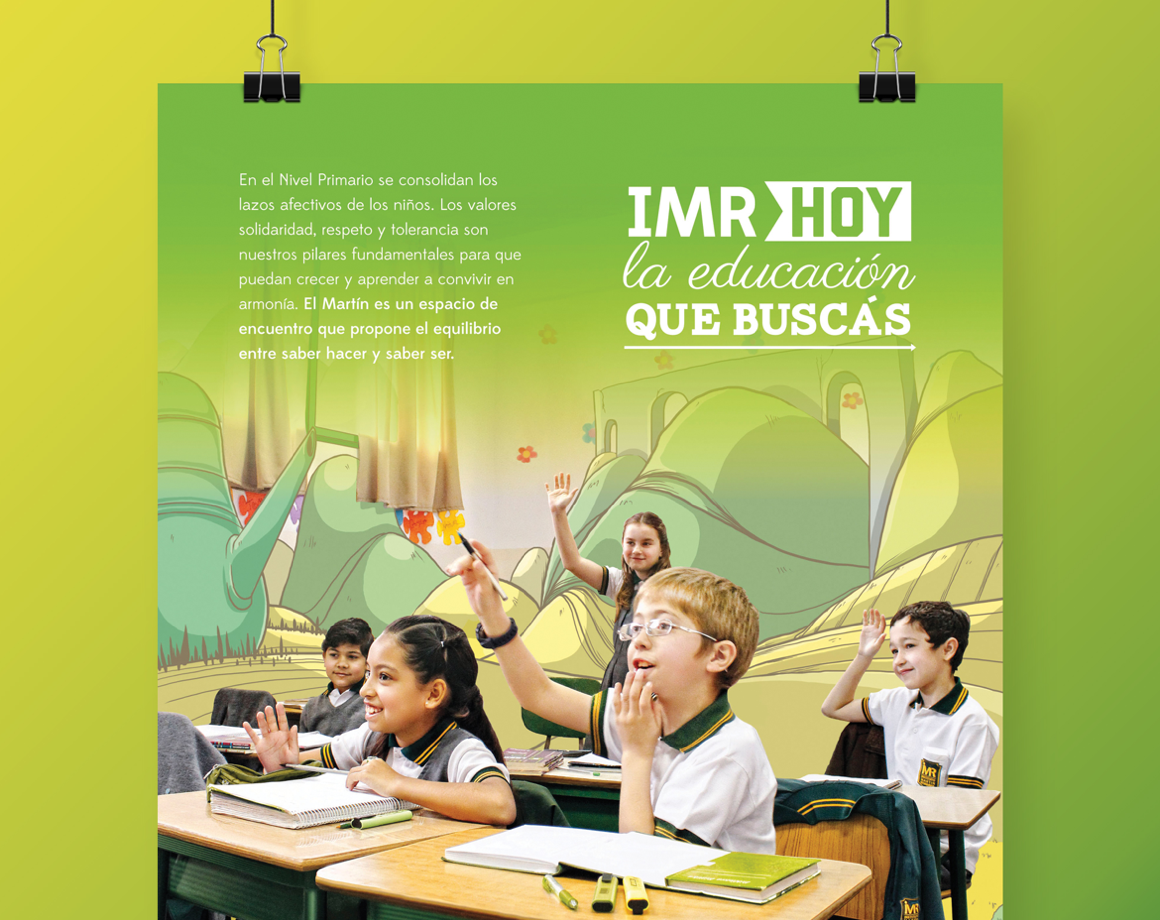 En el Nivel Primario se consolidan los
lazos afectivos de los niños. Los valores
solidaridad, respeto y tolerancia son
nuestros pilares fundamentales para que
puedan crecer y aprender a convivir en
armonía. El Martín es un espacio de
encuentro que propone el equilibrio
entre saber hacer y saber ser.
IMR HOY
la educación
QUE BUSCÁS
MR
MR